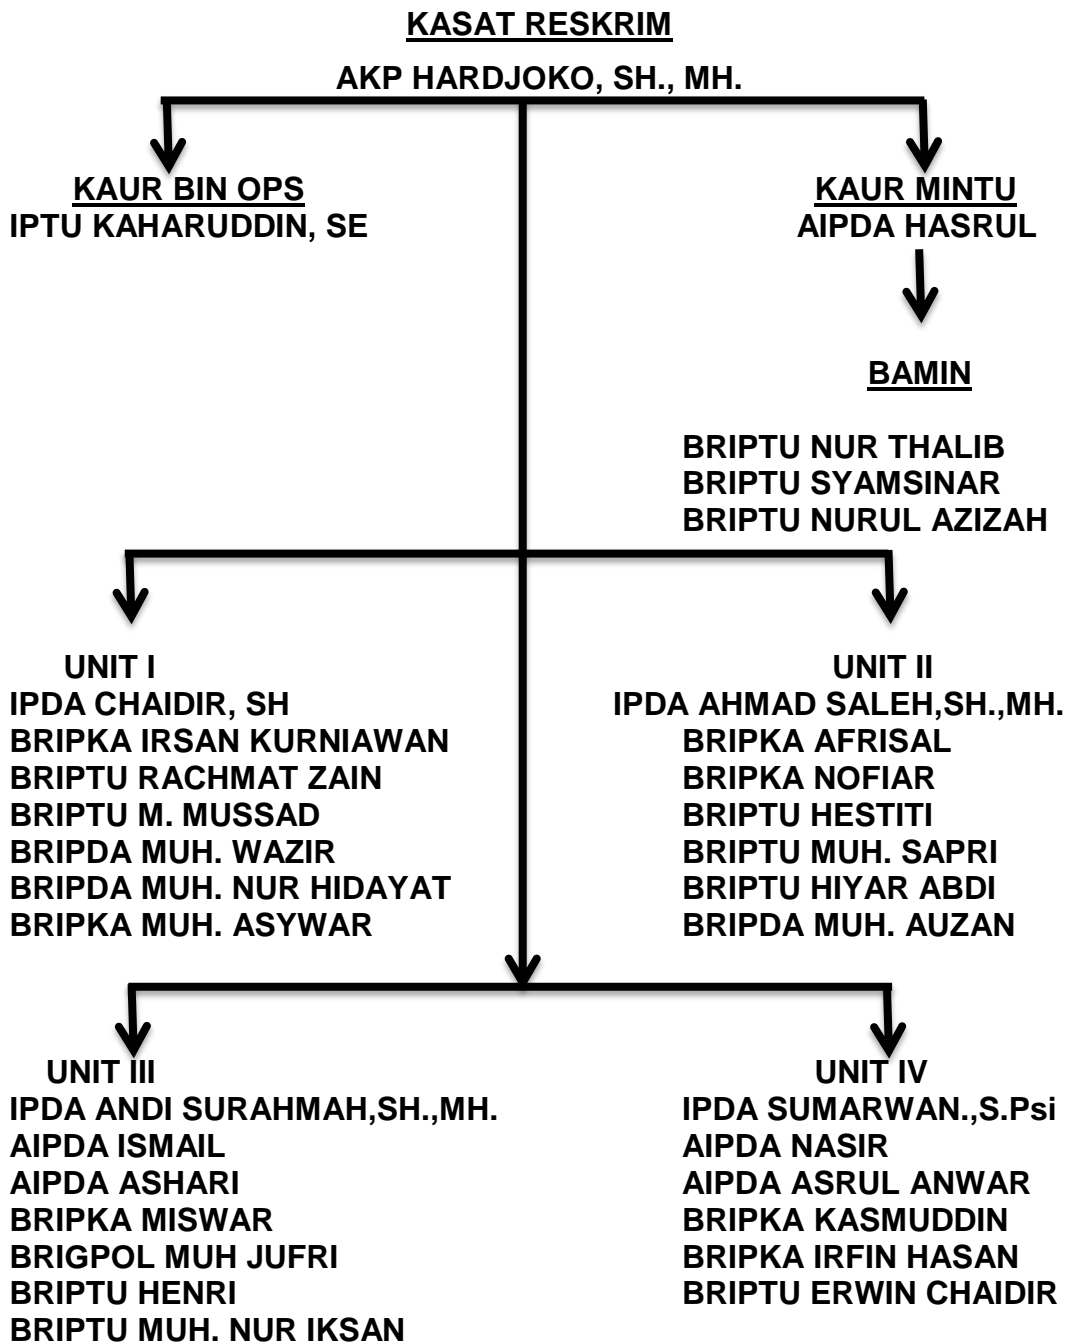 KASAT RESKRIM
AKP HARDJOKO, SH., MH.
KAUR BIN OPS
IPTU KAHARUDDIN, SE
KAUR MINTU
AIPDA HASRUL
BAMIN
BRIPTU NUR THALIB
BRIPTU SYAMSINAR
BRIPTU NURUL AZIZAH
UNIT I
IPDA CHAIDIR, SH
BRIPKA IRSAN KURNIAWAN
BRIPTU RACHMAT ZAIN
BRIPTU M. MUSSAD
BRIPDA MUH. WAZIR
BRIPDA MUH. NUR HIDAYAT
BRIPKA MUH. ASYWAR
UNIT II
IPDA AHMAD SALEH,SH.,MH.
BRIPKA AFRISAL
BRIPKA NOFIAR
BRIPTU HESTITI
BRIPTU MUH. SAPRI
BRIPTU HIYAR ABDI
BRIPDA MUH. AUZAN
UNIT III
IPDA ANDI SURAHMAH,SH.,MH.
AIPDA ISMAIL
AIPDA ASHARI
BRIPKA MISWAR
BRIGPOL MUH JUFRI
BRIPTU HENRI
BRIPTU MUH. NUR IKSAN
UNIT IV
IPDA SUMARWAN.,S.Psi
AIPDA NASIR
AIPDA ASRUL ANWAR
BRIPKA KASMUDDIN
BRIPKA IRFIN HASAN
BRIPTU ERWIN CHAIDIR